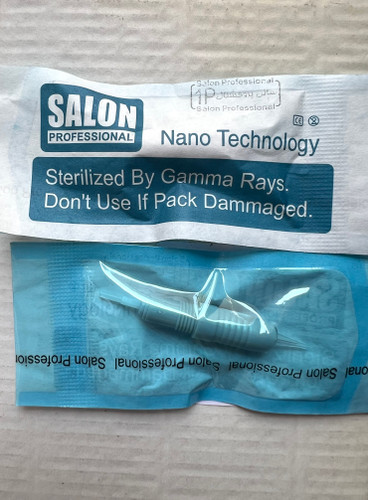 Salon Professional
1P
Salon Professional
SALON
PROFESSIONAL
Nano Technology
Sterilized By Gamma Rays.
Don't Use If Pack Dammaged.
Salon Professional Salon Professional Salon Professional Salon